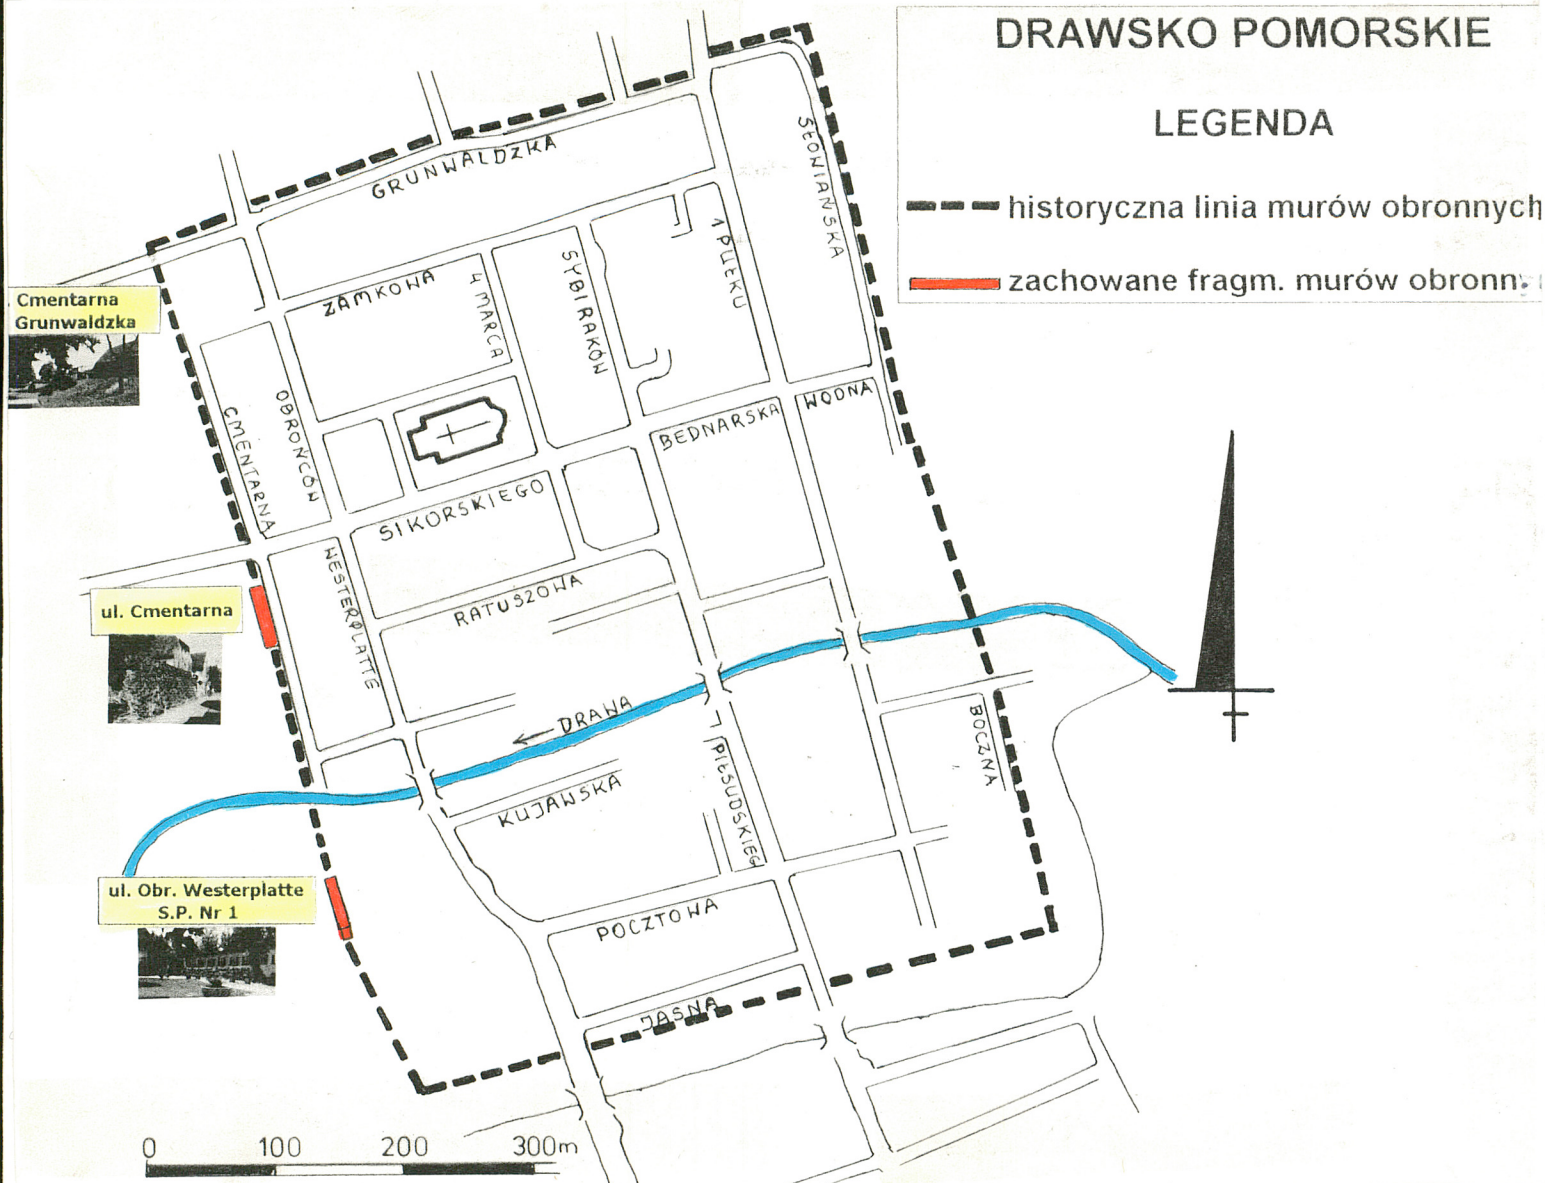 DRAWSKO POMORSKIE
LEGENDA
historyczna linia murów obronnych
zachowane fragm. murów obronn
GRUNWALDZKA
SŁOWIAŃSKA
1 PUŁKU
ZAMKOWA
4 MARCA
SYBIRAKÓW
Cmentarna
Grunwaldzka
CMENTARNA
OBROŃCÓW
WESTERPLATTE
BEDNARSKA
WODNA
SIKORSKIEGO
RATUSZOWA
ul. Cmentarna
DRAWA
BOCZNA
PIŁSUDSKIEG
KUJAWSKA
ul. Obr. Westerplatte
S.P. Nr 1
POCZTOWA
JASNA
0 100 200 300m